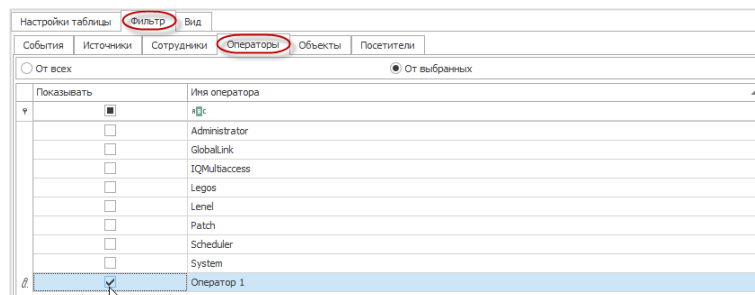 Настройки таблицы Фильтр Вид
События Источники Сотрудники Операторы Объекты Посетители
От всех От выбранных
Показывать Имя оператора
Administrator
GlobalLink
IQMultiaccess
Legos
Lenel
Patch
Scheduler
System
Оператор 1